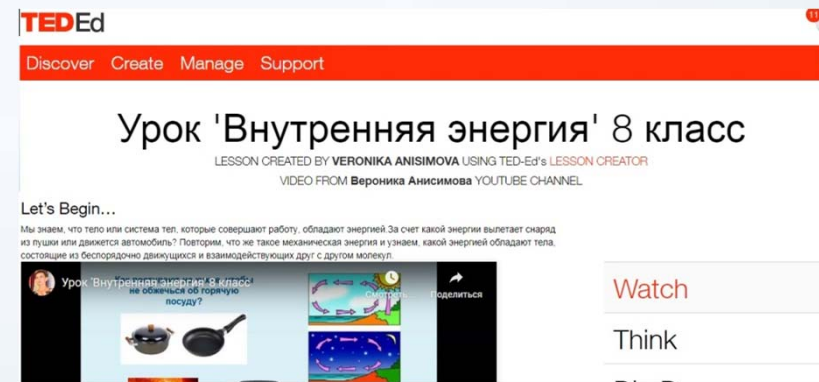 TEDEd
11
Discover Create Manage Support
Урок 'Внутренняя энергия' 8 класс
LESSON CREATED BY VERONIKA ANISIMOVA USING TED-Ed's LESSON CREATOR
VIDEO FROM Вероника Анисимова YOUTUBE CHANNEL
Let's Begin…
Мы знаем, что тело или система тел, которые совершают работу, обладают энергией.За счет какой энергии вылетает снаряд
из пушки или движется автомобиль? Повторим, что же такое механическая энергия и узнаем, какой энергией обладают тела,
состоящие из беспорядочно движущихся и взаимодействующих друг с другом молекул.
Урок 'Внутренняя энергия' 8 класс
не обжечься об горячую
посуду?
Смотреть... Поделиться
Watch
Think